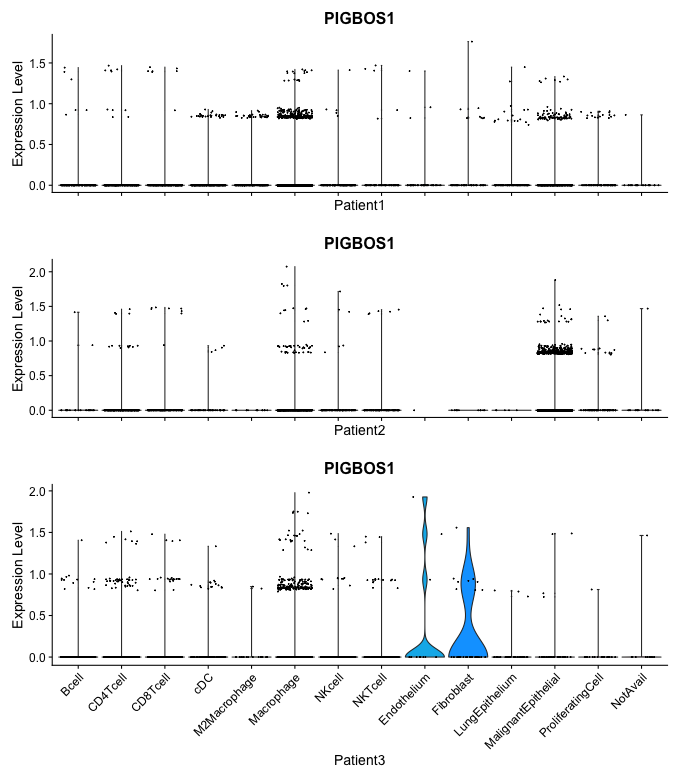 PIGBOS1
Expression Level
1.5
1.0
0.5
0.0
Patient1
PIGBOS1
Expression Level
2.0
1.5
1.0
0.5
0.0
Patient2
PIGBOS1
Expression Level
2.0
1.5
1.0
0.5
0.0
Bcell
CD4Tcell
CD8Tcell
cDC
M2Macrophage
Macrophage
NKcell
NKTcell
Endothelium
Fibroblast
LungEpithelium
MalignantEpithelial
ProliferatingCell
NotAvail
Patient3